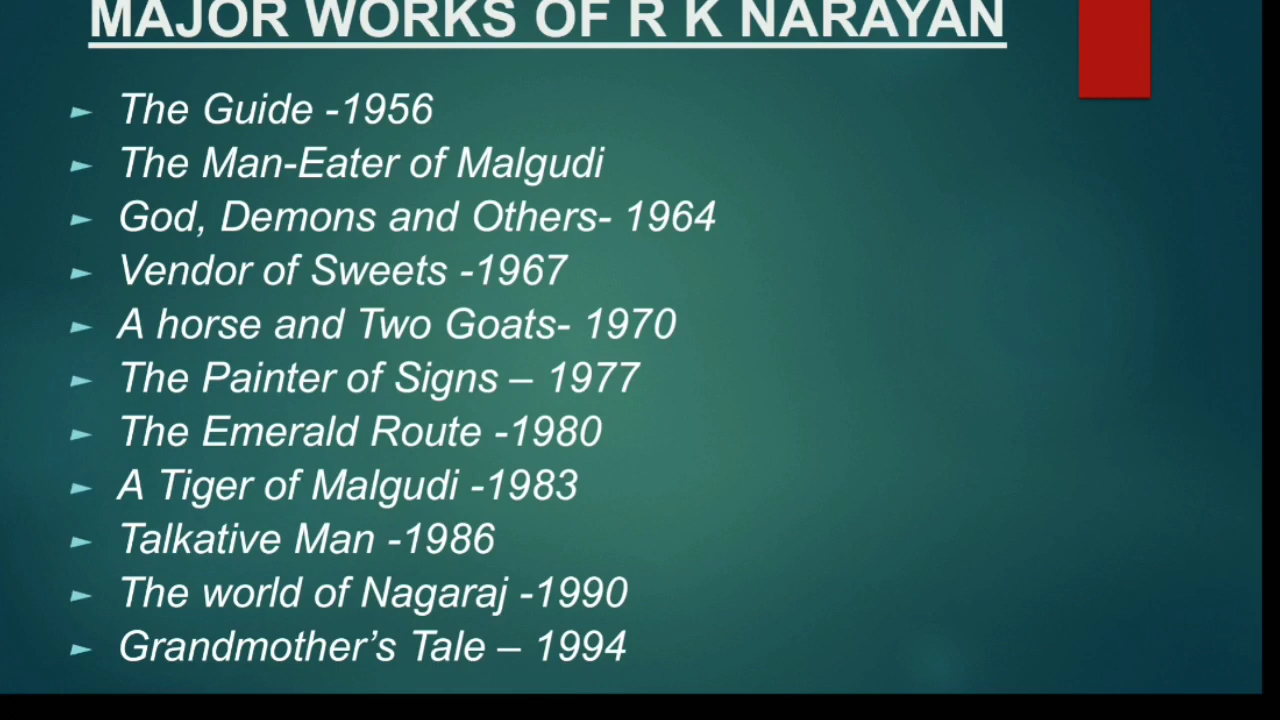 MAJOR WORKS OF R K NARAYAN
The Guide -1956
The Man-Eater of Malgudi
God, Demons and Others- 1964
Vendor of Sweets -1967
A horse and Two Goats- 1970
The Painter of Signs – 1977
The Emerald Route -1980
A Tiger of Malgudi -1983
Talkative Man -1986
The world of Nagaraj -1990
Grandmother’s Tale – 1994